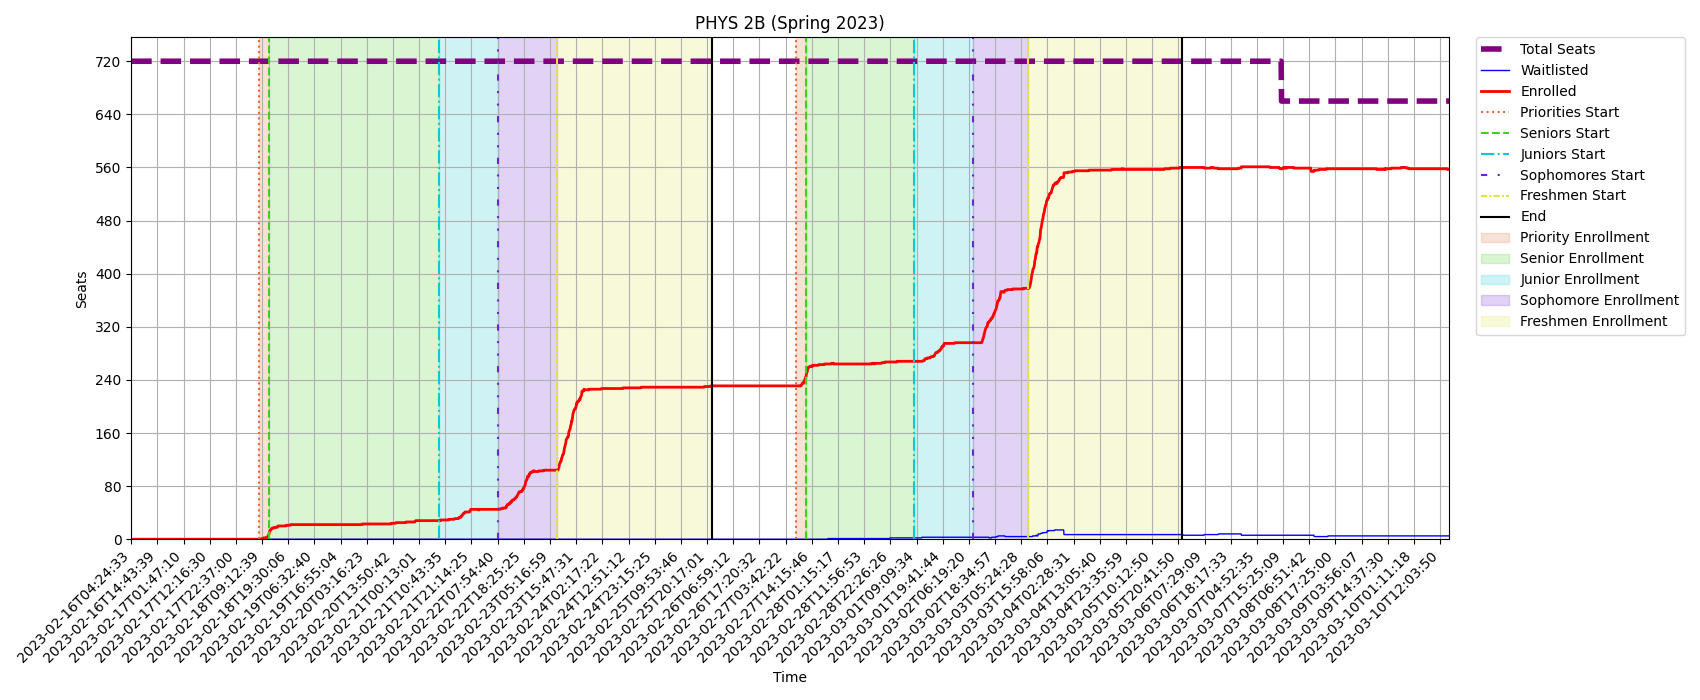 PHYS 2B (Spring 2023)
Seats
720
640
560
480
400
320
240
160
80
0
2023-02-16T04:24:33
2023-02-16T14:43:39
2023-02-17T01:47:10
2023-02-17T12:16:30
2023-02-17T22:37:00
2023-02-18T09:12:39
2023-02-18T19:30:06
2023-02-19T06:32:40
2023-02-19T16:55:04
2023-02-20T03:16:23
2023-02-20T13:50:42
2023-02-21T00:13:01
2023-02-21T10:43:35
2023-02-21T21:14:25
2023-02-22T07:54:40
2023-02-22T18:25:25
2023-02-23T05:16:59
2023-02-23T15:47:31
2023-02-24T02:17:22
2023-02-24T12:51:12
2023-02-24T23:15:25
2023-02-25T09:53:46
2023-02-25T20:17:01
2023-02-26T06:59:12
2023-02-26T17:20:32
2023-02-27T03:42:22
2023-02-27T14:15:46
2023-02-28T01:15:17
2023-02-28T11:56:53
2023-02-28T22:26:26
2023-03-01T09:09:34
2023-03-01T19:41:44
2023-03-02T06:19:20
2023-03-02T18:34:57
2023-03-03T05:24:28
2023-03-03T15:58:06
2023-03-04T02:28:31
2023-03-04T13:05:40
2023-03-04T23:35:59
2023-03-05T10:12:50
2023-03-05T20:41:50
2023-03-06T07:29:09
2023-03-06T18:17:33
2023-03-07T04:52:35
2023-03-07T15:25:09
2023-03-08T06:51:42
2023-03-08T17:25:00
2023-03-09T03:56:07
2023-03-09T14:37:30
2023-03-10T01:11:18
2023-03-10T12:03:50
Time
Total Seats
Waitlisted
Enrolled
Priorities Start
Seniors Start
Juniors Start
Sophomores Start
Freshmen Start
End
Priority Enrollment
Senior Enrollment
Junior Enrollment
Sophomore Enrollment
Freshmen Enrollment